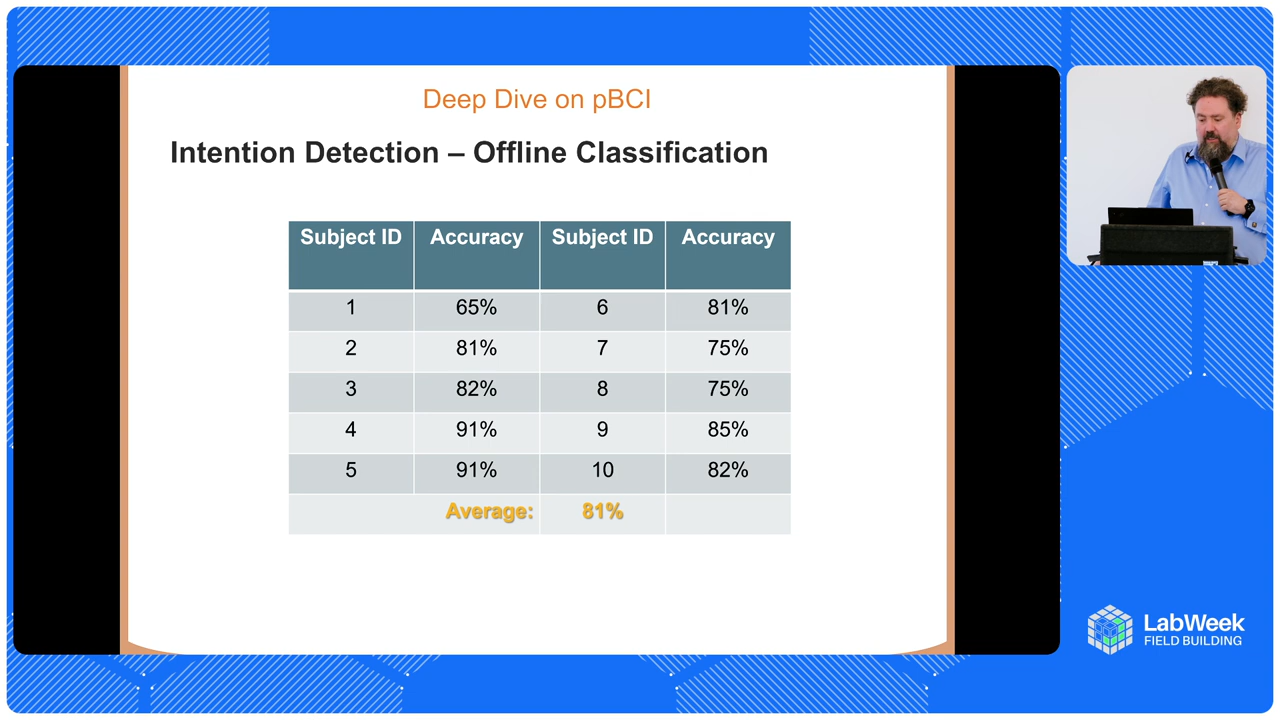 Deep Dive on pBCI
Intention Detection – Offline Classification
Subject ID Accuracy Subject ID Accuracy
1 65% 6 81%
2 81% 7 75%
3 82% 8 75%
4 91% 9 85%
5 91% 10 82%
Average: 81%
LabWeek
FIELD BUILDING